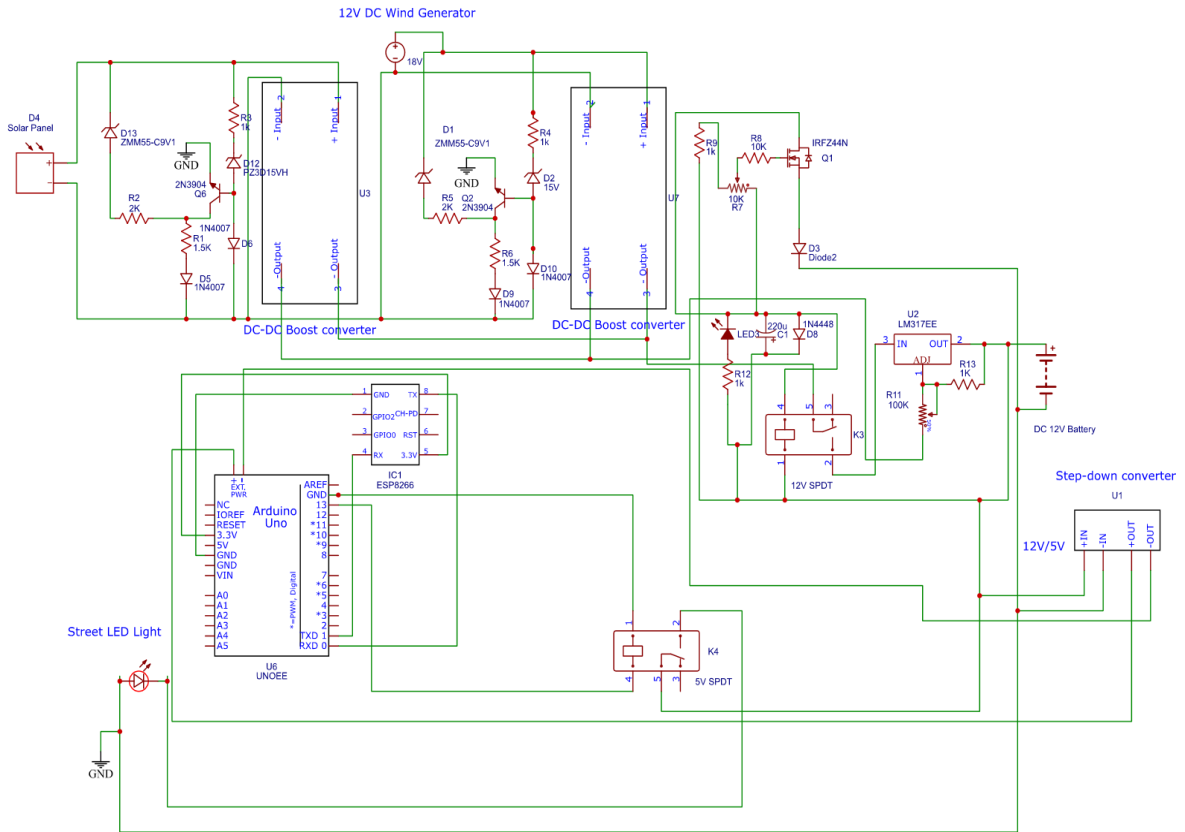 12V DC Wind Generator
18V
D4
Solar Panel
+
-
D13
ZMM55-C9V1
GND
R3
1k
D12
PZ3D15VH
2N3904
Q6
R2
2K
1N4007
R1
1.5K
D6
D5
1N4007
- Input
2
+ Input
1
U3
-Output
4
- Output
3
DC-DC Boost converter
D1
ZMM55-C9V1
GND
R4
1k
D2
15V
R5
2K
Q2
2N3904
R6
1.5K
D10
1N4007
D9
1N4007
- Input
2
+ Input
1
U7
-Output
4
- Output
3
DC-DC Boost converter
R9
1k
R8
10K
IRFZ44N
Q1
10K
R7
D3
Diode2
LED3
220u
C1
1N4448
D8
R12
1k
4
5
3
K3
1
2
12V SPDT
U2
LM317EE
3
IN
OUT
2
ADJ
1
R13
1K
R11
100K
50%
+
DC 12V Battery
Step-down converter
U1
12V/5V
+IN
-IN
+OUT
-OUT
1
GND
TX
8
2
GPIO2
CH-PD
7
3
GPIO0
RST
6
4
RX
3.3V
5
IC1
ESP8266
+ -
EXT.
PWR
Arduino
Uno
NC
IOREF
RESET
3.3V
5V
GND
GND
VIN
A0
A1
A2
A3
A4
A5
AREF
GND
13
12
*11
*10
*9
8
7
*6
*5
4
*3
2
TXD 1
RXD 0
*=PWM, Digital
U6
UNOEE
1
2
K4
4
5
3
5V SPDT
Street LED Light
GND